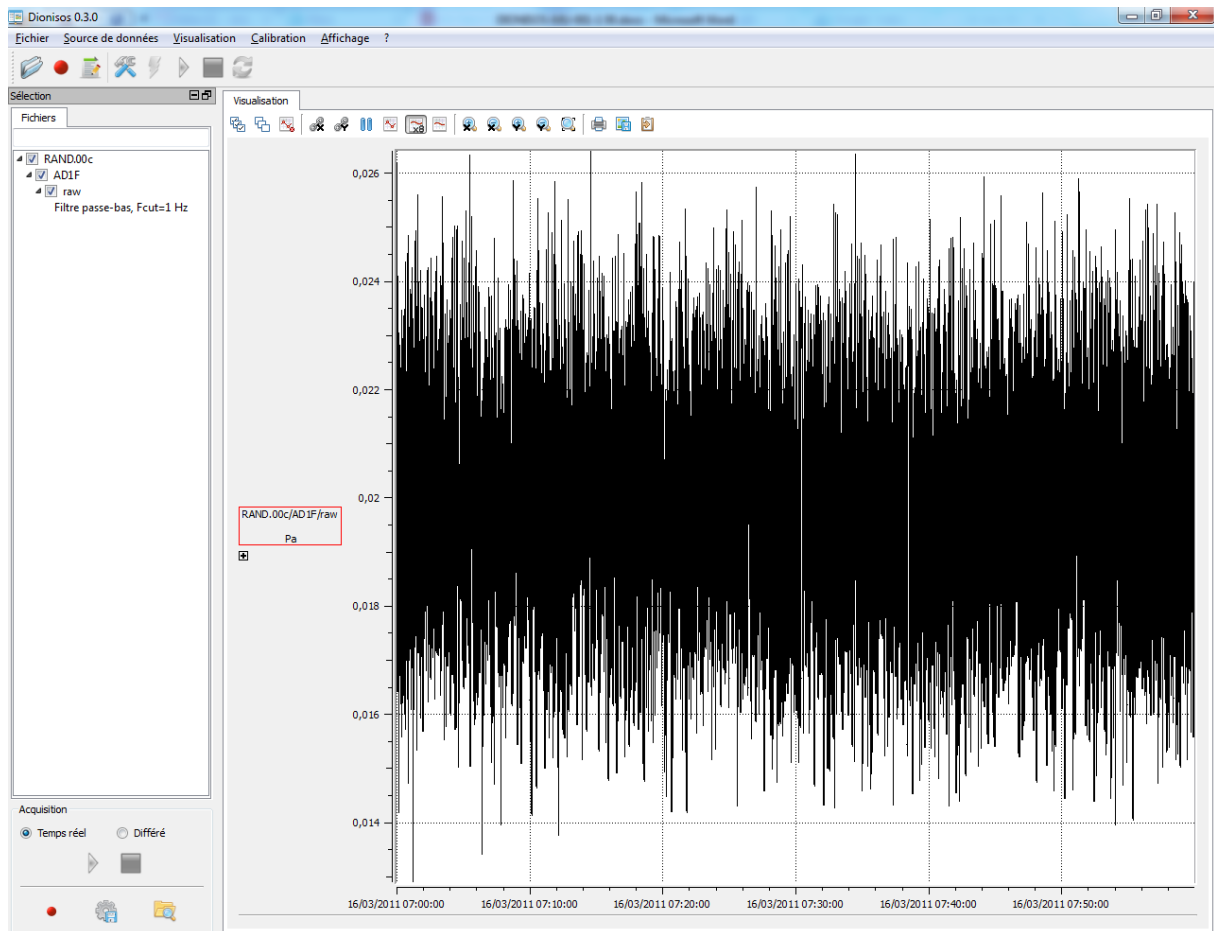 Dionisos 0.3.0
Fichier Source de données Visualisation Calibration Affichage ?
Sélection
Fichiers
RAND.00c
AD1F
raw
Filtre passe-bas, Fcut=1 Hz
Acquisition
Temps réel Différé
Visualisation
x8
0,026
0,024
0,022
0,02
RAND.00c/AD1F/raw
Pa
0,018
0,016
0,014
16/03/2011 07:00:00 16/03/2011 07:10:00 16/03/2011 07:20:00 16/03/2011 07:30:00 16/03/2011 07:40:00 16/03/2011 07:50:00